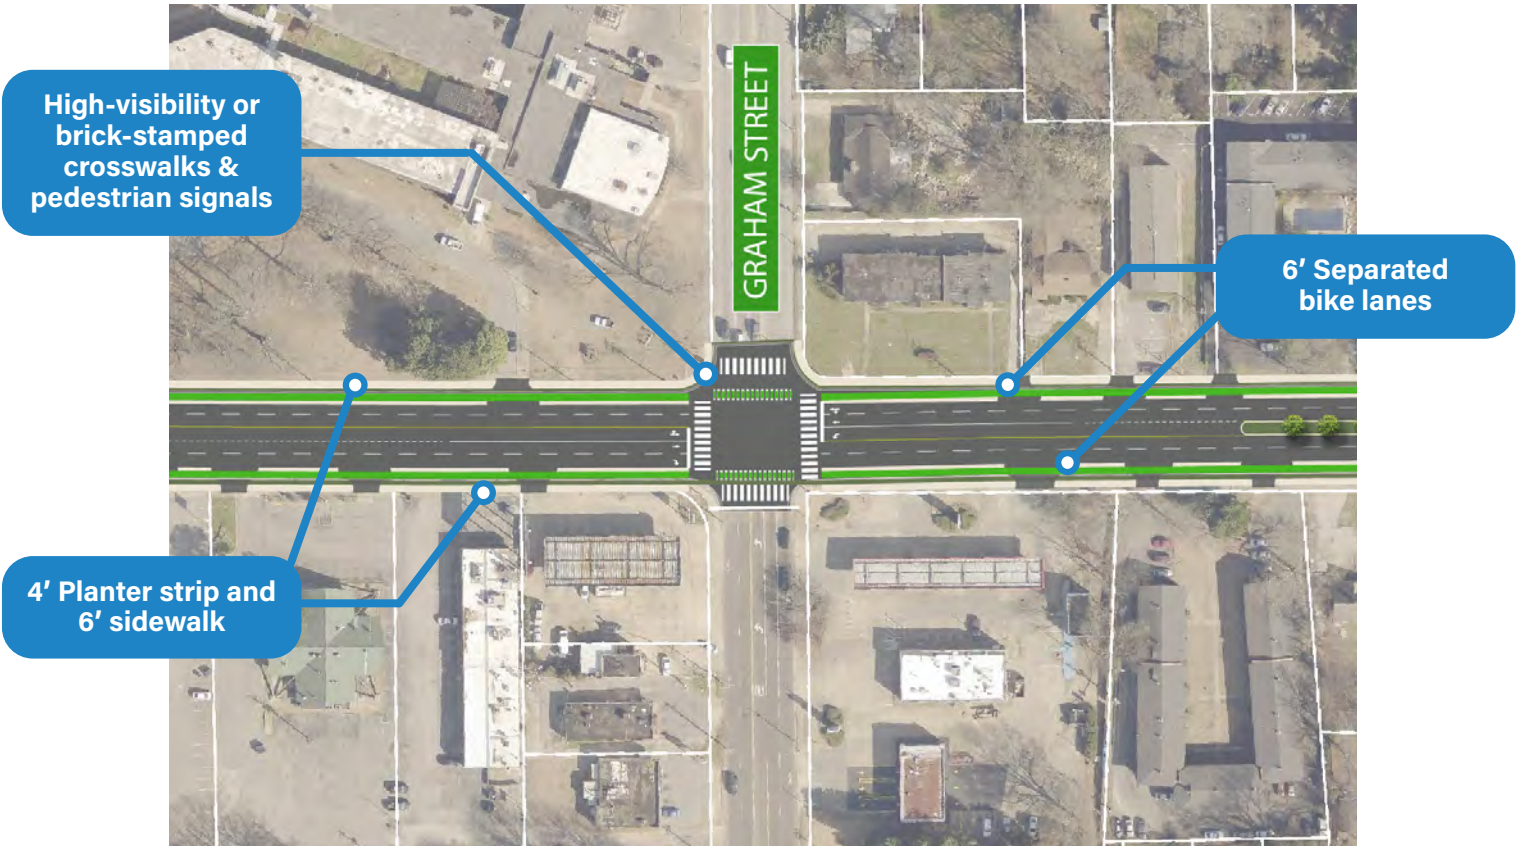 High-visibility or
brick-stamped
crosswalks &
pedestrian signals
GRAHAM STREET
6′ Separated
bike lanes
4′ Planter strip and
6′ sidewalk